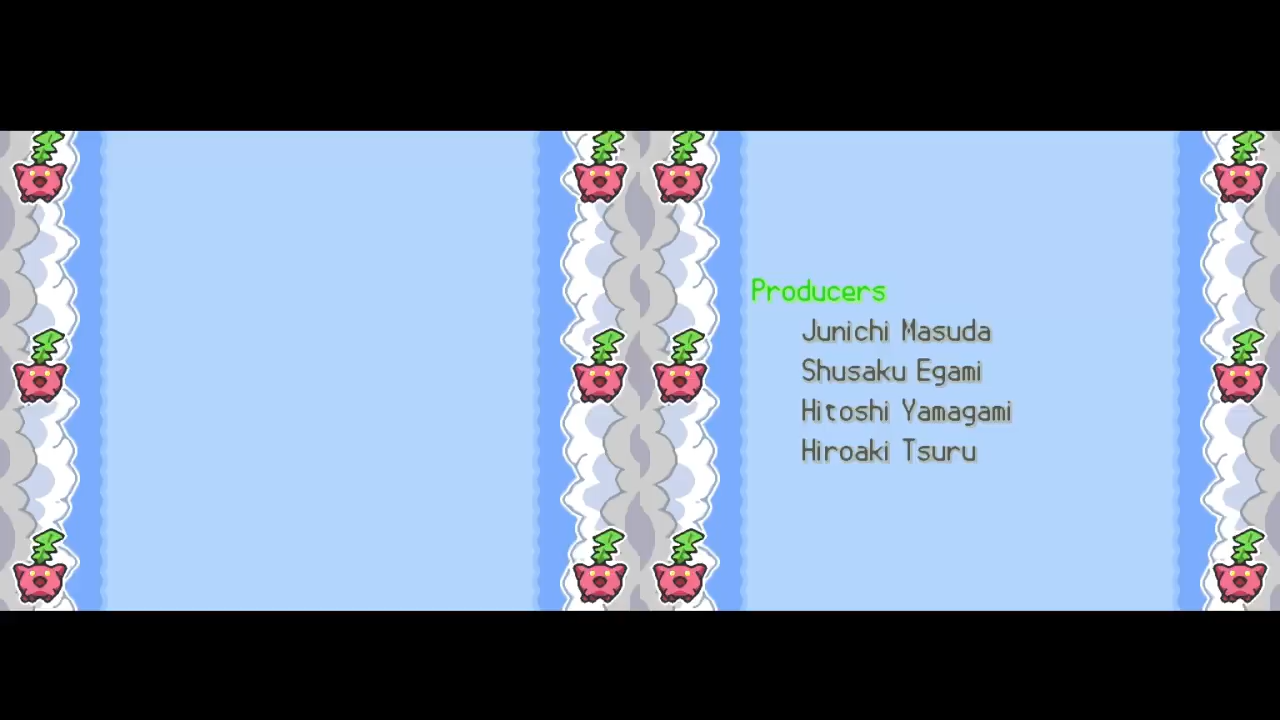 Producers
Junichi Masuda
Shusaku Egami
Hitoshi Yamagami
Hiroaki Tsuru